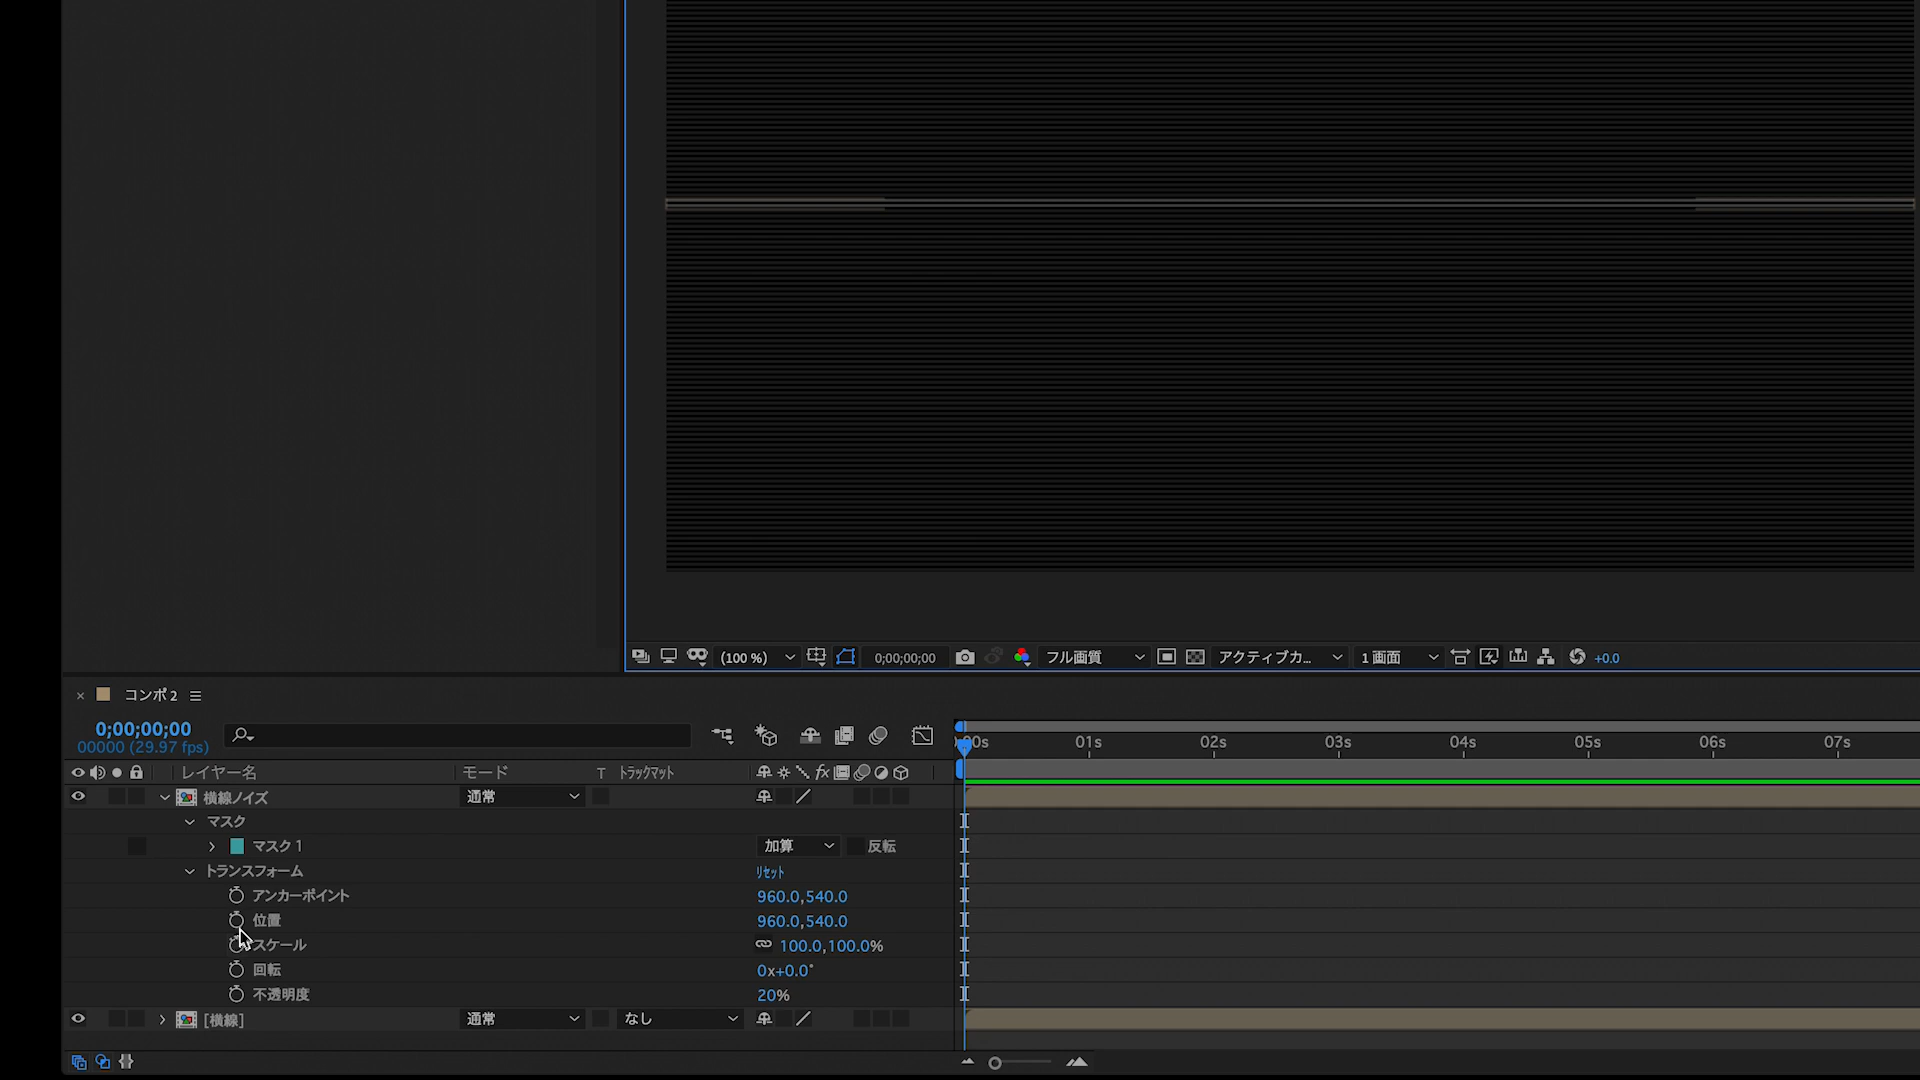 (100 %)
0;00;00;00
フル画質
アクティブカ...
1 画面
+0.0
× コンポ 2
0;00;00;00
00000 (29.97 fps)
00s 01s 02s 03s 04s 05s 06s 07s
レイヤー名 モード T トラックマット fx
横線ノイズ 通常
マスク
マスク 1 加算 反転
トランスフォーム リセット
アンカーポイント 960.0,540.0
位置 960.0,540.0
スケール 100.0,100.0%
回転 0x+0.0°
不透明度 20%
[横線] 通常 なし